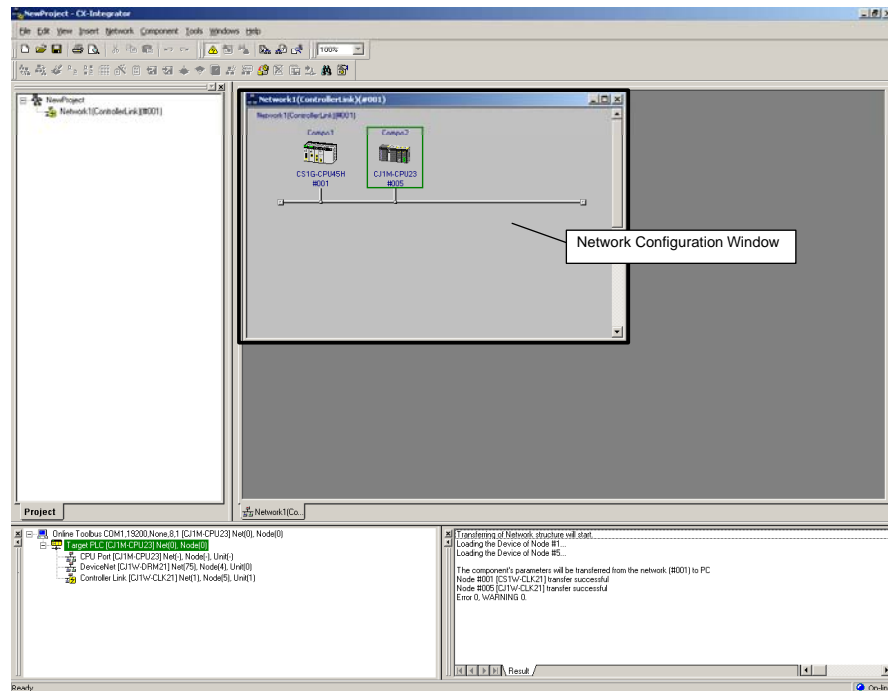 NewProject - CX-Integrator
File Edit View Insert Network Component Tools Windows Help
100%
NewProject
Network1(ControllerLink)(#001)
Network1(ControllerLink)(#001)
Network1(ControllerLink)(#001)
Compo1 Compo2
CS1G-CPU45H CJ1M-CPU23
#001 #005
Network Configuration Window
Project
Network1(Co...
Online Toolbus COM1,19200,None,8,1 [CJ1M-CPU23] Net(0), Node(0)
Target PLC [CJ1M-CPU23] Net(0), Node(0)
CPU Port [CJ1M-CPU23] Net(-), Node(-), Unit(-)
DeviceNet [CJ1W-DRM21] Net(75), Node(4), Unit(0)
Controller Link [CJ1W-CLK21] Net(1), Node(5), Unit(1)
Transferring of Network structure will start.
Loading the Device of Node #1...
Loading the Device of Node #5...
The component's parameters will be transferred from the network (#001) to PC
Node #001 [CS1W-CLK21] transfer successful
Node #005 [CJ1W-CLK21] transfer successful
Error 0, WARNING 0.
Result
Ready